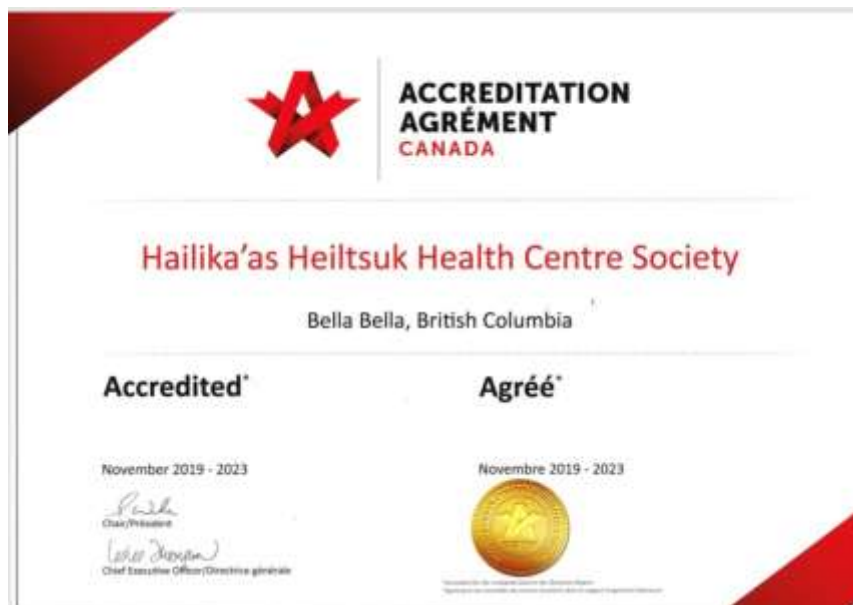 ACCREDITATION
AGRÉMENT
CANADA
Hailika'as Heiltsuk Health Centre Society
Bella Bella, British Columbia
Accredited*
Agréé*
November 2019 - 2023
Novembre 2019 - 2023
Chair/Président
Chief Executive Officer/Directrice générale